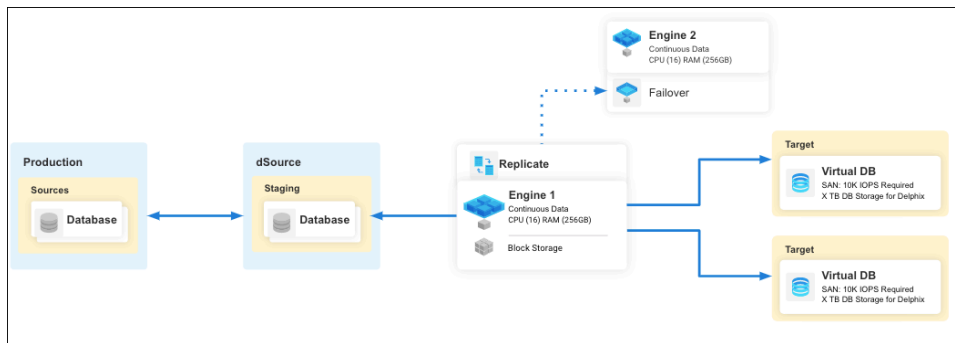 Engine 2
Continuous Data
CPU (16) RAM (256GB)
Failover
Production
Sources
Database
dSource
Staging
Database
Replicate
Engine 1
Continuous Data
CPU (16) RAM (256GB)
Block Storage
Target
Virtual DB
SAN: 10K IOPS Required
X TB DB Storage for Delphix
Target
Virtual DB
SAN: 10K IOPS Required
X TB DB Storage for Delphix